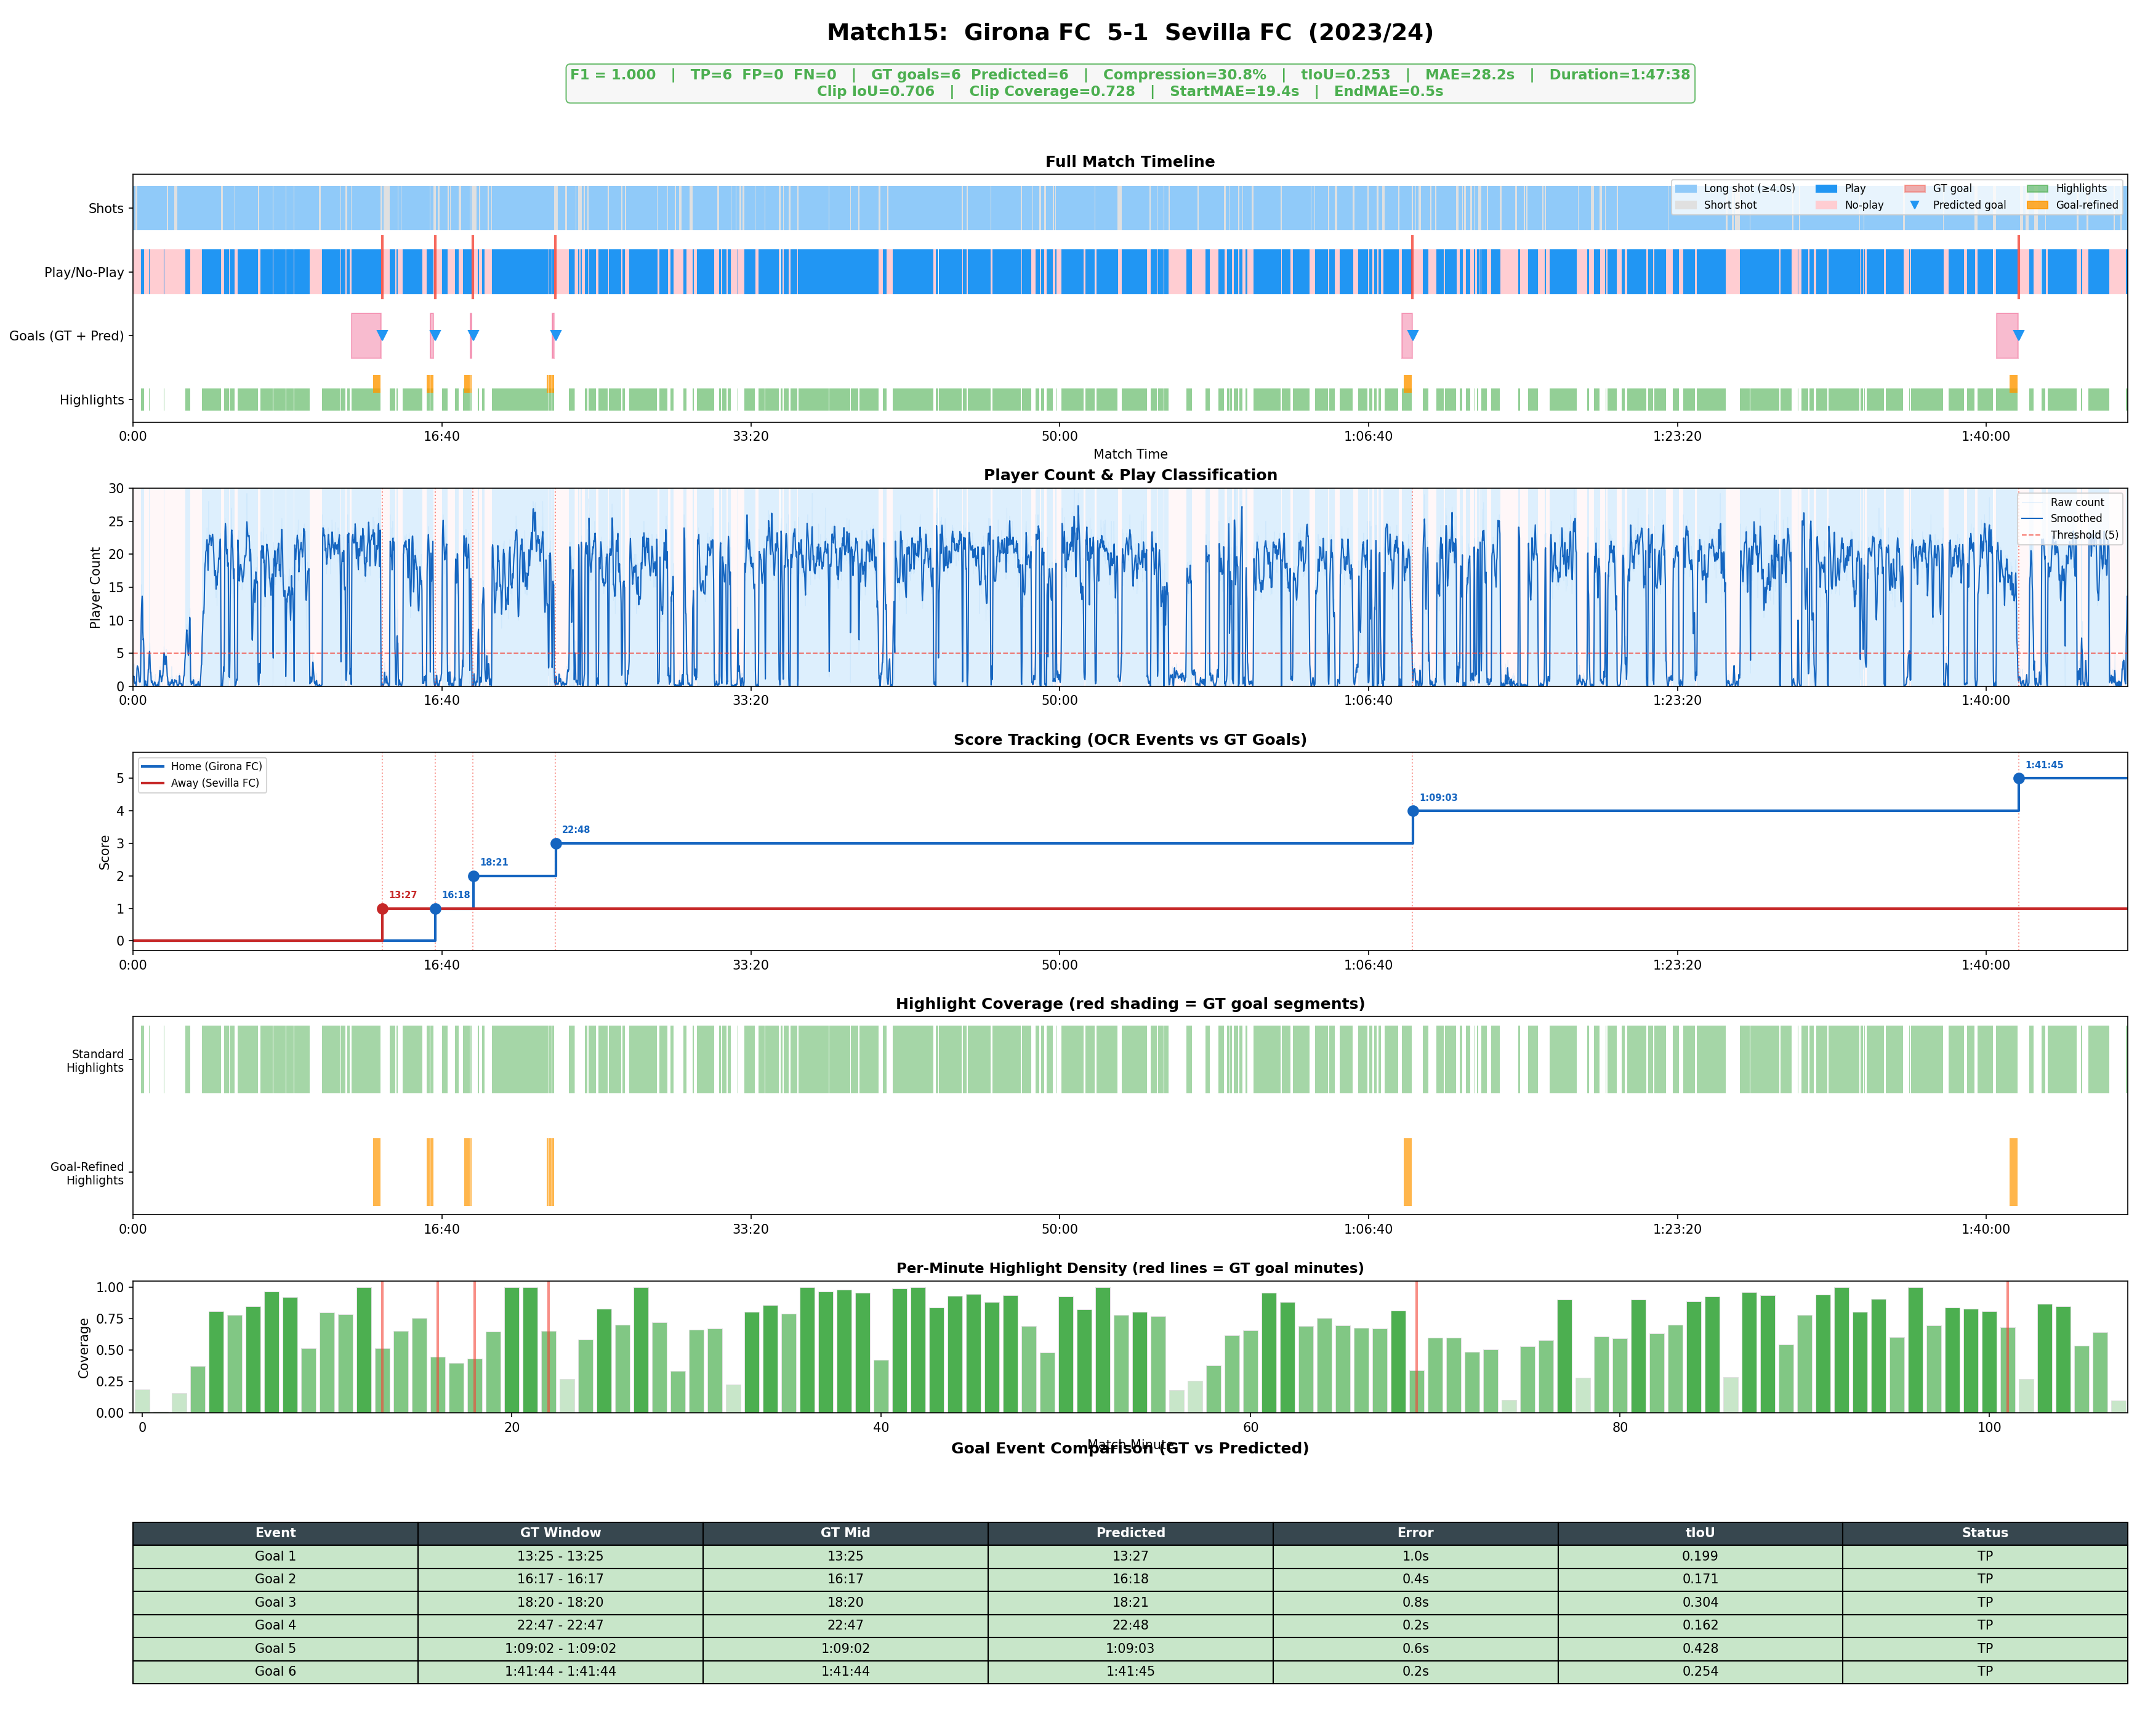 Match15:  Girona FC  5-1  Sevilla FC  (2023/24)
F1 = 1.000   |   TP=6  FP=0  FN=0   |   GT goals=6  Predicted=6   |   Compression=30.8%   |   tIoU=0.253   |   MAE=28.2s   |   Duration=1:47:38
Clip IoU=0.706   |   Clip Coverage=0.728   |   StartMAE=19.4s   |   EndMAE=0.5s
Full Match Timeline
Long shot (≥4.0s) Play GT goal Highlights
Short shot No-play Predicted goal Goal-refined
Shots
Play/No-Play
Goals (GT + Pred)
Highlights
0:00 16:40 33:20 50:00 1:06:40 1:23:20 1:40:00
Match Time
Player Count & Play Classification
Raw count
Smoothed
Threshold (5)
Player Count
30
25
20
15
10
5
0
0:00 16:40 33:20 50:00 1:06:40 1:23:20 1:40:00
Score Tracking (OCR Events vs GT Goals)
Home (Girona FC)
Away (Sevilla FC)
Score
5
4
3
2
1
0
13:27 16:18 18:21 22:48 1:09:03 1:41:45
0:00 16:40 33:20 50:00 1:06:40 1:23:20 1:40:00
Highlight Coverage (red shading = GT goal segments)
Standard
Highlights
Goal-Refined
Highlights
0:00 16:40 33:20 50:00 1:06:40 1:23:20 1:40:00
Per-Minute Highlight Density (red lines = GT goal minutes)
Coverage
1.00
0.75
0.50
0.25
0.00
0 20 40 60 80 100
Match Minute
Goal Event Comparison (GT vs Predicted)
Event GT Window GT Mid Predicted Error tIoU Status
Goal 1 13:25 - 13:25 13:25 13:27 1.0s 0.199 TP
Goal 2 16:17 - 16:17 16:17 16:18 0.4s 0.171 TP
Goal 3 18:20 - 18:20 18:20 18:21 0.8s 0.304 TP
Goal 4 22:47 - 22:47 22:47 22:48 0.2s 0.162 TP
Goal 5 1:09:02 - 1:09:02 1:09:02 1:09:03 0.6s 0.428 TP
Goal 6 1:41:44 - 1:41:44 1:41:44 1:41:45 0.2s 0.254 TP